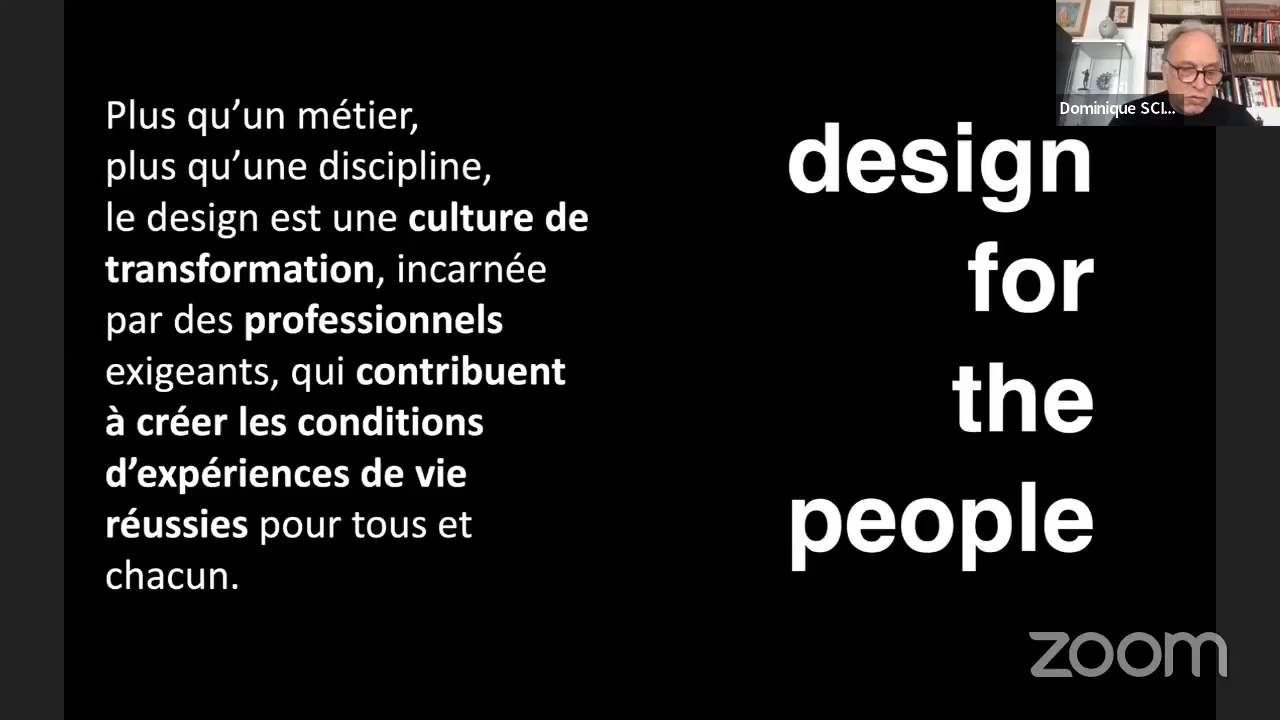 Plus qu’un métier,
plus qu’une discipline,
le design est une culture de
transformation, incarnée
par des professionnels
exigeants, qui contribuent
à créer les conditions
d’expériences de vie
réussies pour tous et
chacun.
design
for
the
people
Dominique SCI...
zoom